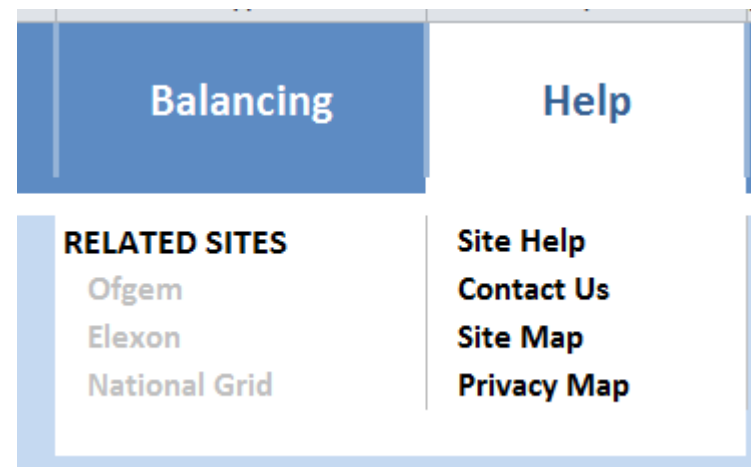 Balancing
Help
RELATED SITES
Ofgem
Elexon
National Grid
Site Help
Contact Us
Site Map
Privacy Map